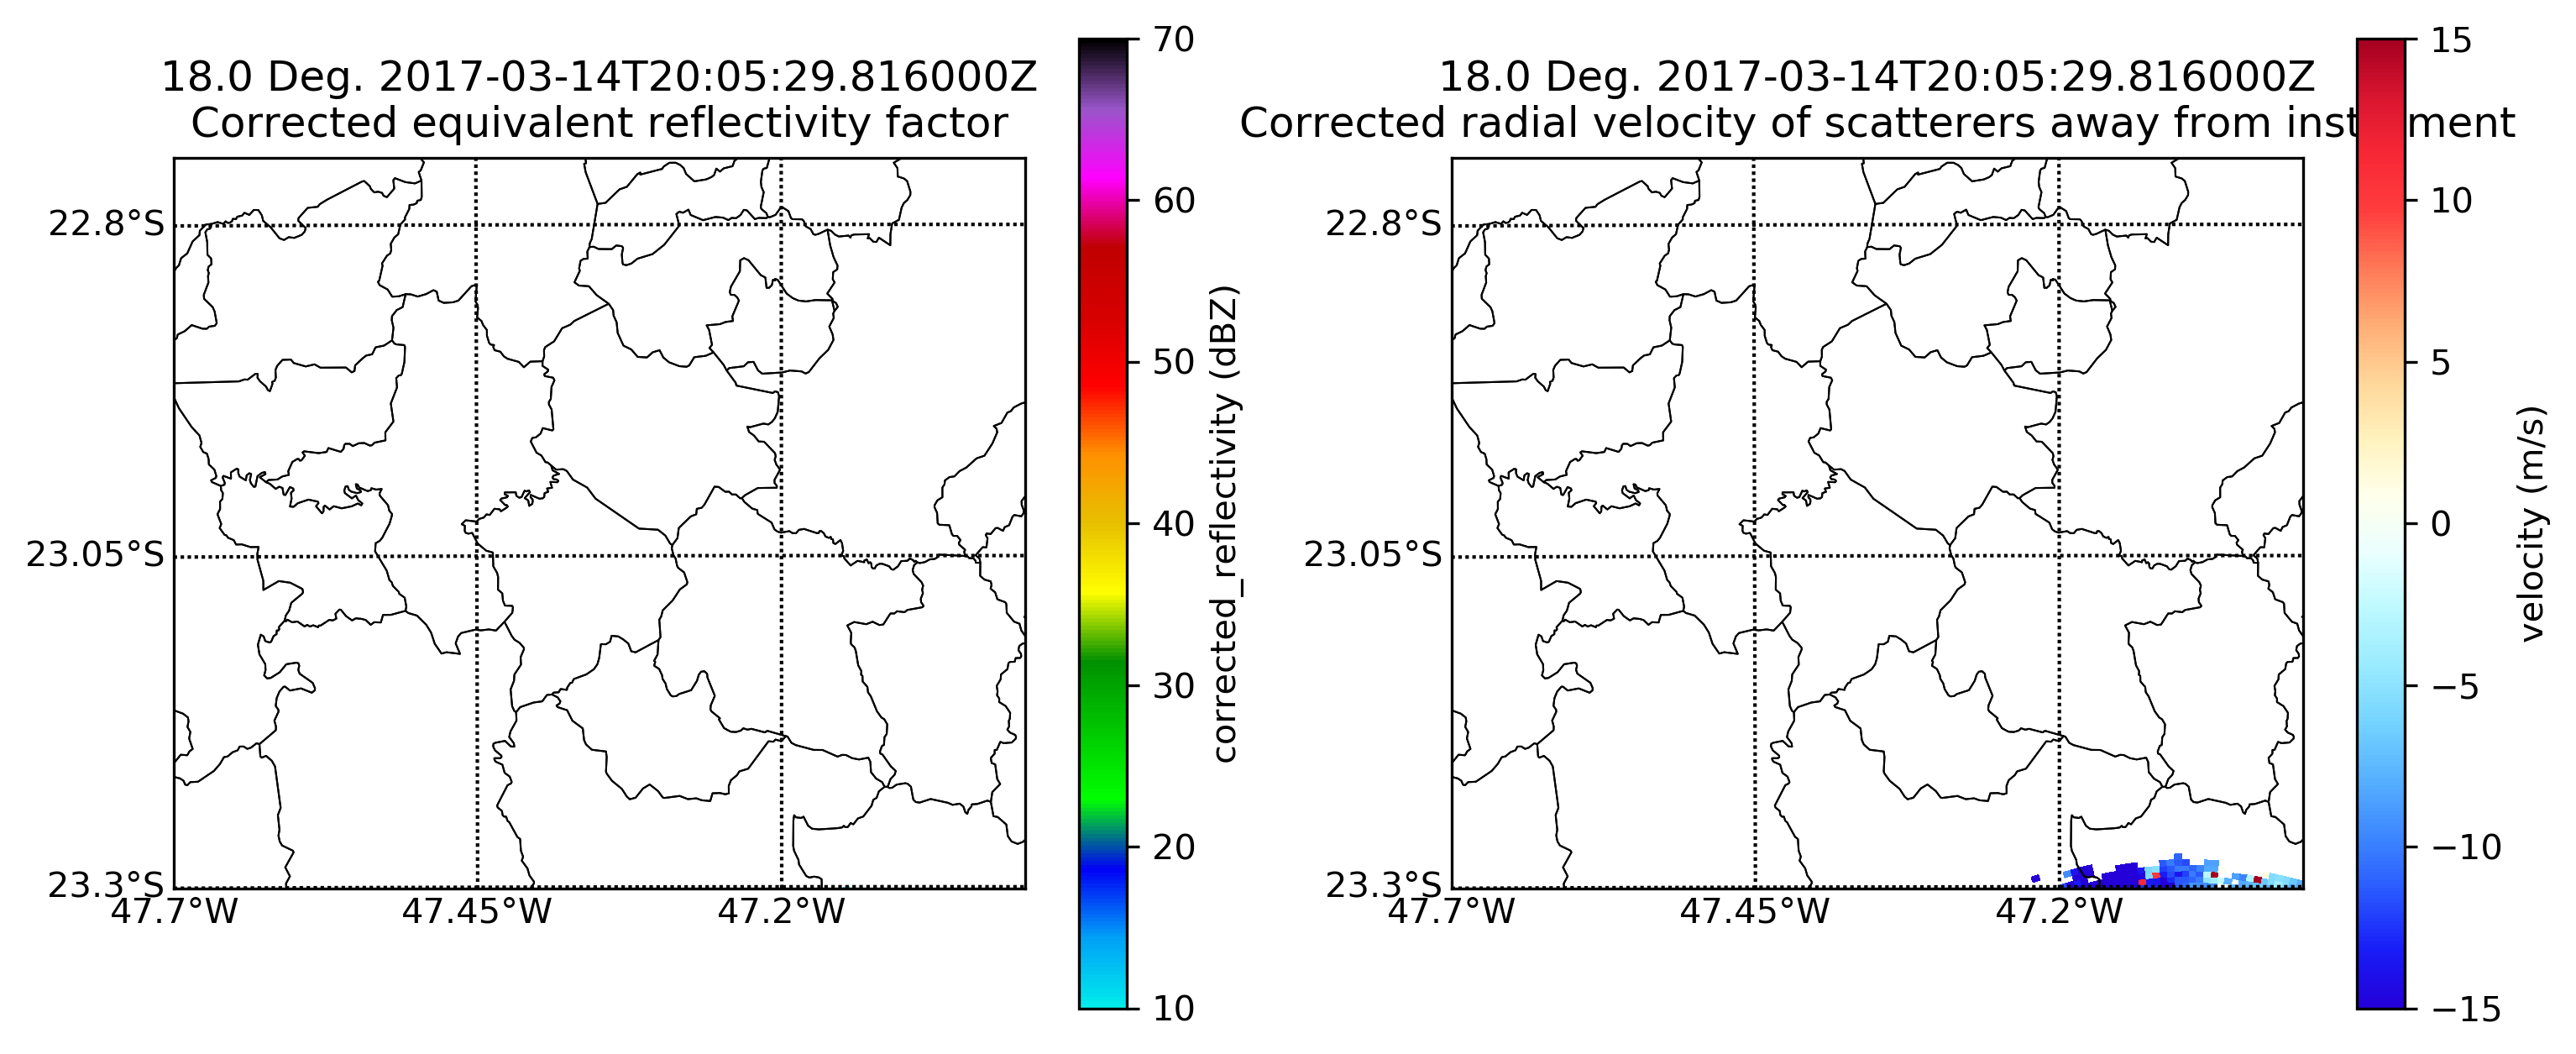 18.0 Deg. 2017-03-14T20:05:29.816000Z
Corrected equivalent reflectivity factor
22.8°S
23.05°S
23.3°S
47.7°W
47.45°W
47.2°W
70
60
50
40
30
20
10
corrected_reflectivity (dBZ)
18.0 Deg. 2017-03-14T20:05:29.816000Z
Corrected radial velocity of scatterers away from inst ment
22.8°S
23.05°S
23.3°S
47.7°W
47.45°W
47.2°W
15
10
5
0
−5
−10
−15
velocity (m/s)